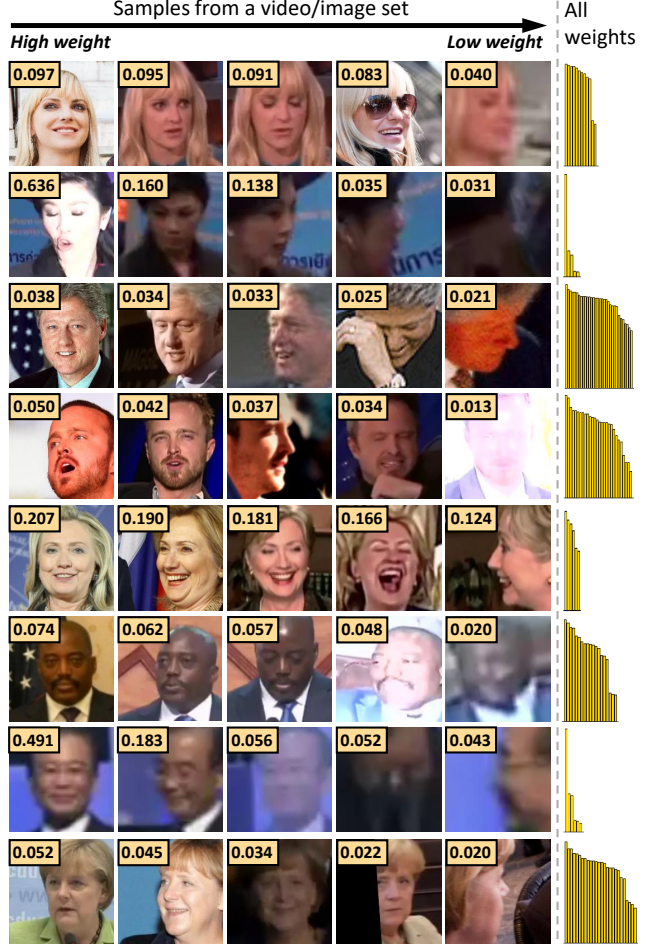 Samples from a video/image set
All
weights
High weight
Low weight
0.097 0.095 0.091 0.083 0.040
0.636 0.160 0.138 0.035 0.031
0.038 0.034 0.033 0.025 0.021
0.050 0.042 0.037 0.034 0.013
0.207 0.190 0.181 0.166 0.124
0.074 0.062 0.057 0.048 0.020
0.491 0.183 0.056 0.052 0.043
0.052 0.045 0.034 0.022 0.020